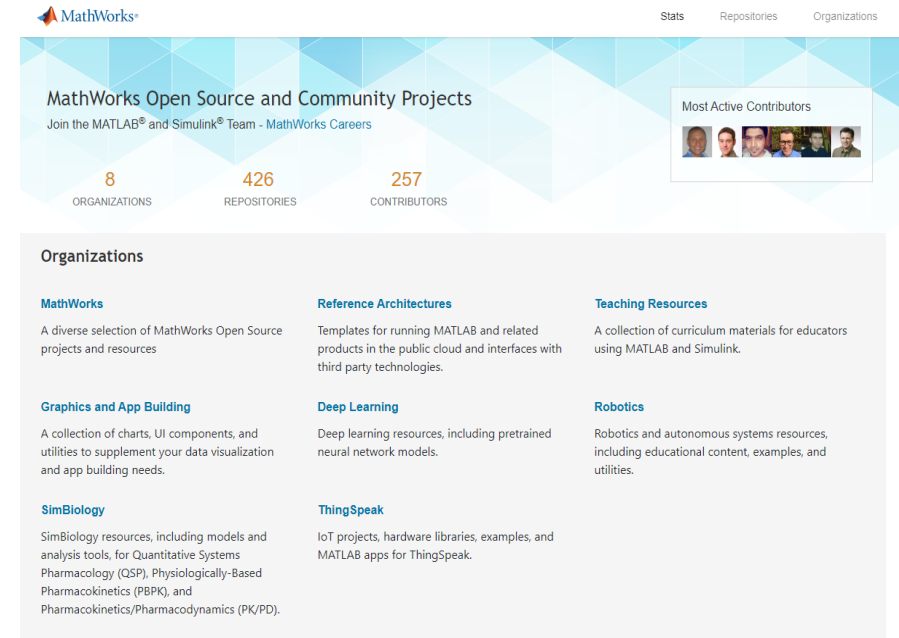 MathWorks®
Stats Repositories Organizations
MathWorks Open Source and Community Projects
Join the MATLAB® and Simulink® Team - MathWorks Careers
Most Active Contributors
8 426 257
ORGANIZATIONS REPOSITORIES CONTRIBUTORS
Organizations
MathWorks
A diverse selection of MathWorks Open Source
projects and resources
Reference Architectures
Templates for running MATLAB and related
products in the public cloud and interfaces with
third party technologies.
Teaching Resources
A collection of curriculum materials for educators
using MATLAB and Simulink.
Graphics and App Building
A collection of charts, UI components, and
utilities to supplement your data visualization
and app building needs.
Deep Learning
Deep learning resources, including pretrained
neural network models.
Robotics
Robotics and autonomous systems resources,
including educational content, examples, and
utilities.
SimBiology
SimBiology resources, including models and
analysis tools, for Quantitative Systems
Pharmacology (QSP), Physiologically-Based
Pharmacokinetics (PBPK), and
Pharmacokinetics/Pharmacodynamics (PK/PD).
ThingSpeak
IoT projects, hardware libraries, examples, and
MATLAB apps for ThingSpeak.